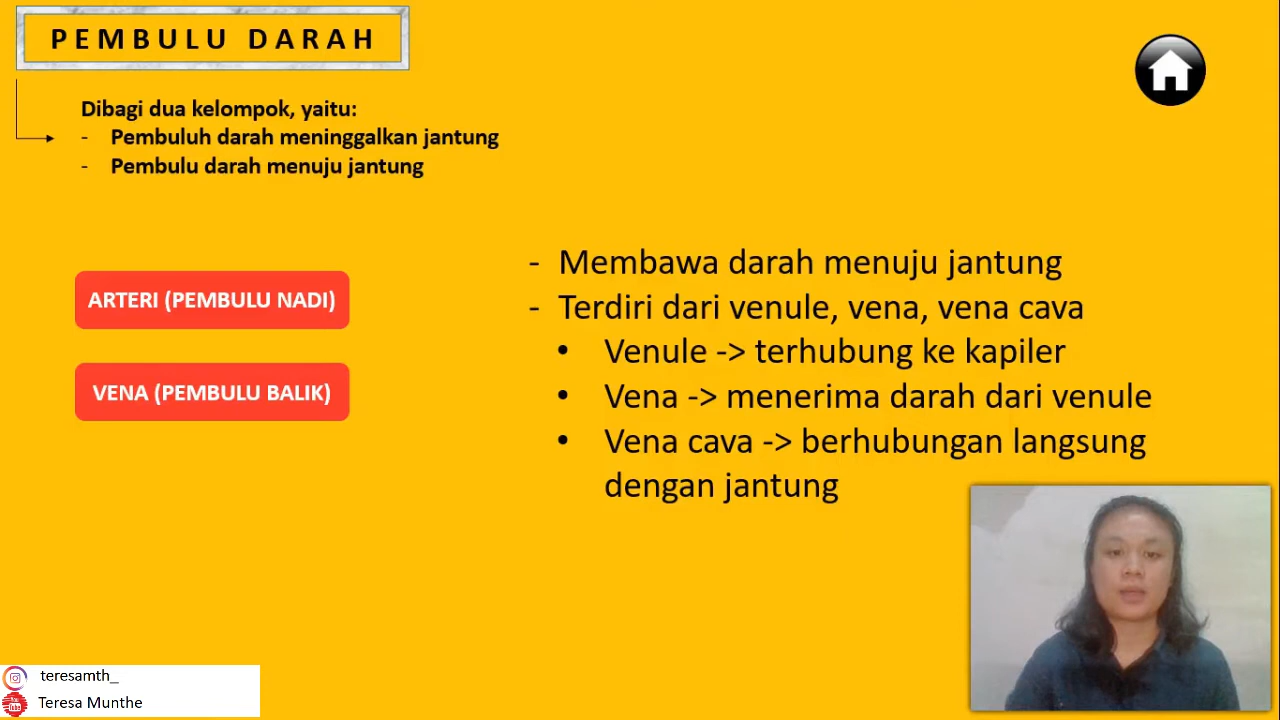 PEMBULU DARAH
Dibagi dua kelompok, yaitu:
- Pembuluh darah meninggalkan jantung
- Pembulu darah menuju jantung
ARTERI (PEMBULU NADI)
VENA (PEMBULU BALIK)
- Membawa darah menuju jantung
- Terdiri dari venule, vena, vena cava
• Venule -> terhubung ke kapiler
• Vena -> menerima darah dari venule
• Vena cava -> berhubungan langsung
dengan jantung
teresamth_
Teresa Munthe